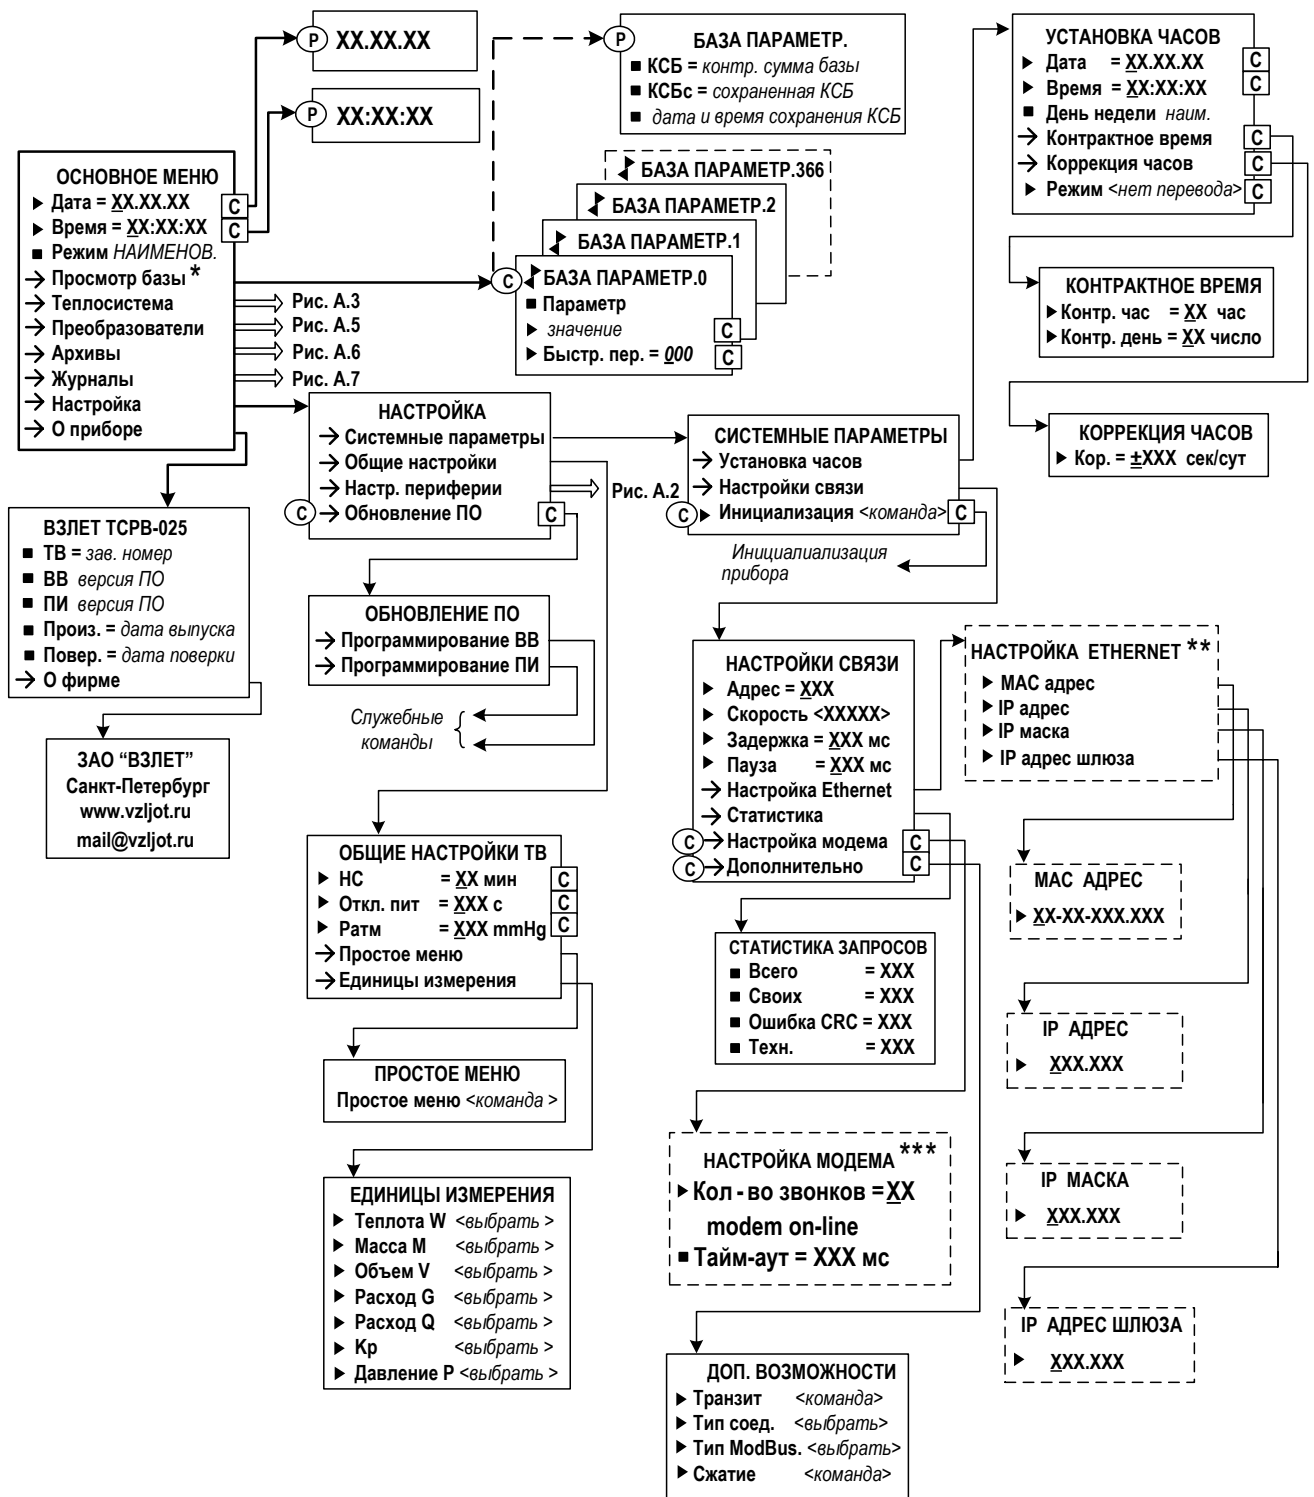 P XX.XX.XX
P XX:XX:XX
P БАЗА ПАРАМЕТР.
КСБ = контр. сумма базы
КСБс = сохраненная КСБ
дата и время сохранения КСБ
УСТАНОВКА ЧАСОВ
Дата = XX.XX.XX C
Время = XX:XX:XX C
День недели наим.
Контрактное время C
Коррекция часов C
Режим <нет перевода> C
ОСНОВНОЕ МЕНЮ
Дата = XX.XX.XX C
Время = XX:XX:XX C
Режим НАИМЕНОВ.
Просмотр базы *
Теплосистема Рис. А.3
Преобразователи Рис. А.5
Архивы Рис. А.6
Журналы Рис. А.7
Настройка
О приборе
БАЗА ПАРАМЕТР.366
БАЗА ПАРАМЕТР.2
БАЗА ПАРАМЕТР.1
C БАЗА ПАРАМЕТР.0
Параметр
значение C
Быстр. пер. = 000 C
КОНТРАКТНОЕ ВРЕМЯ
Контр. час = XX час
Контр. день = XX число
КОРРЕКЦИЯ ЧАСОВ
Кор. = ±XXX сек/сут
НАСТРОЙКА
Системные параметры
Общие настройки
Настр. периферии Рис. А.2
C Обновление ПО C
СИСТЕМНЫЕ ПАРАМЕТРЫ
Установка часов
Настройки связи
C Инициализация <команда> C
Инициалиализация
прибора
ВЗЛЕТ ТСРВ-025
ТВ = зав. номер
ВВ версия ПО
ПИ версия ПО
Произ. = дата выпуска
Повер. = дата поверки
О фирме
ОБНОВЛЕНИЕ ПО
Программирование ВВ
Программирование ПИ
Служебные
команды
ЗАО “ВЗЛЕТ”
Санкт-Петербург
www.vzljot.ru
mail@vzljot.ru
НАСТРОЙКИ СВЯЗИ
Адрес = XXX
Скорость <XXXXX>
Задержка = XXX мс
Пауза = XXX мс
Настройка Ethernet
Статистика
C Настройка модема C
C Дополнительно C
НАСТРОЙКА ETHERNET **
MAC адрес
IP адрес
IP маска
IP адрес шлюза
ОБЩИЕ НАСТРОЙКИ ТВ
НС = XX мин C
Откл. пит = XXX с C
Ратм = XXX mmHg C
Простое меню
Единицы измерения
MAC АДРЕС
XX-XX-XXX.XXX
СТАТИСТИКА ЗАПРОСОВ
Всего = XXX
Своих = XXX
Ошибка CRC = XXX
Техн. = XXX
IP АДРЕС
XXX.XXX
ПРОСТОЕ МЕНЮ
Простое меню <команда >
НАСТРОЙКА МОДЕМА ***
Кол - во звонков = XX
modem on-line
Тайм-аут = XXX мс
IP МАСКА
XXX.XXX
ЕДИНИЦЫ ИЗМЕРЕНИЯ
Теплота W <выбрать >
Масса M <выбрать >
Объем V <выбрать >
Расход G <выбрать >
Расход Q <выбрать >
Кр <выбрать >
Давление P <выбрать >
IP АДРЕС ШЛЮЗА
XXX.XXX
ДОП. ВОЗМОЖНОСТИ
Транзит <команда>
Тип соед. <выбрать>
Тип ModBus. <выбрать>
Сжатие <команда>